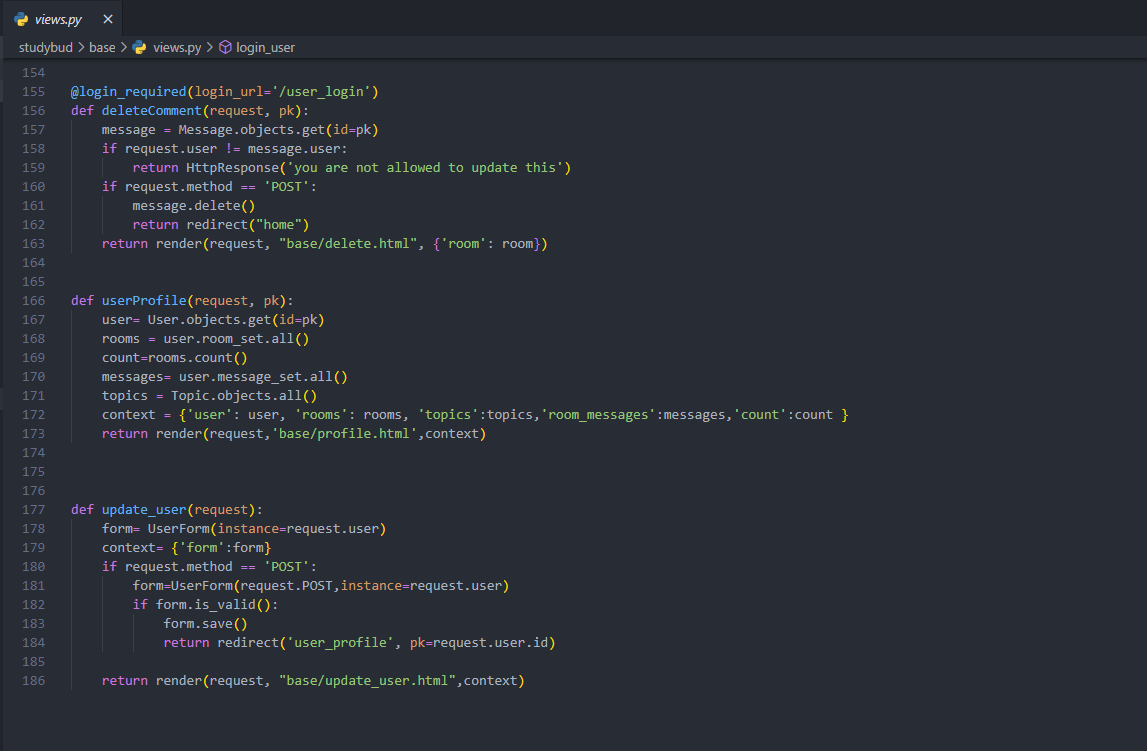 views.py ×
studybud > base > views.py > login_user
154
155 @login_required(login_url='/user_login')
156 def deleteComment(request, pk):
157     message = Message.objects.get(id=pk)
158     if request.user != message.user:
159         return HttpResponse('you are not allowed to update this')
160     if request.method == 'POST':
161         message.delete()
162         return redirect("home")
163     return render(request, "base/delete.html", {'room': room})
164
165
166 def userProfile(request, pk):
167     user= User.objects.get(id=pk)
168     rooms = user.room_set.all()
169     count=rooms.count()
170     messages= user.message_set.all()
171     topics = Topic.objects.all()
172     context = {'user': user, 'rooms': rooms, 'topics':topics,'room_messages':messages,'count':count }
173     return render(request,'base/profile.html',context)
174
175
176
177 def update_user(request):
178     form= UserForm(instance=request.user)
179     context= {'form':form}
180     if request.method == 'POST':
181         form=UserForm(request.POST,instance=request.user)
182         if form.is_valid():
183             form.save()
184             return redirect('user_profile', pk=request.user.id)
185
186     return render(request, "base/update_user.html",context)